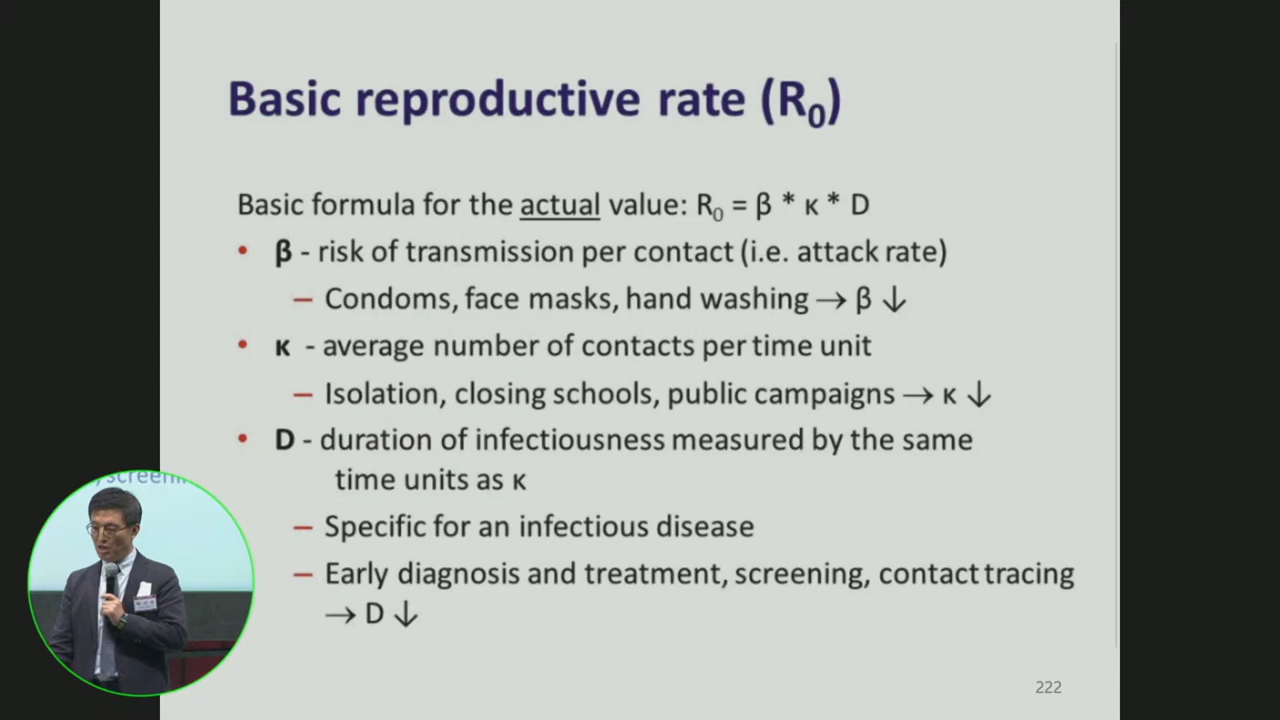 Basic reproductive rate (R₀)
Basic formula for the actual value: R₀ = β * κ * D
• β - risk of transmission per contact (i.e. attack rate)
– Condoms, face masks, hand washing → β ↓
• κ - average number of contacts per time unit
– Isolation, closing schools, public campaigns → κ ↓
• D - duration of infectiousness measured by the same
time units as κ
– Specific for an infectious disease
– Early diagnosis and treatment, screening, contact tracing
→ D ↓
222